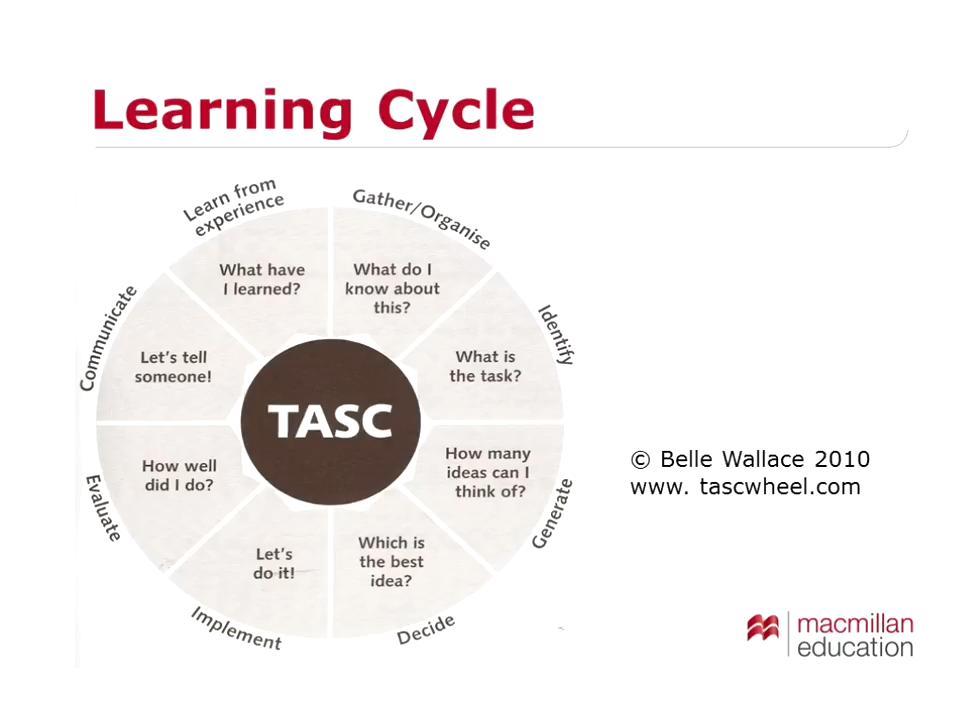 Learning Cycle
Gather/Organise
What do I
know about
this?
Identify
What is
the task?
Generate
How many
ideas can I
think of?
Decide
Which is
the best
idea?
Implement
Let's
do it!
Evaluate
How well
did I do?
Communicate
Let's tell
someone!
Learn from
experience
What have
I learned?
TASC
© Belle Wallace 2010
www. tascwheel.com
macmillan
education